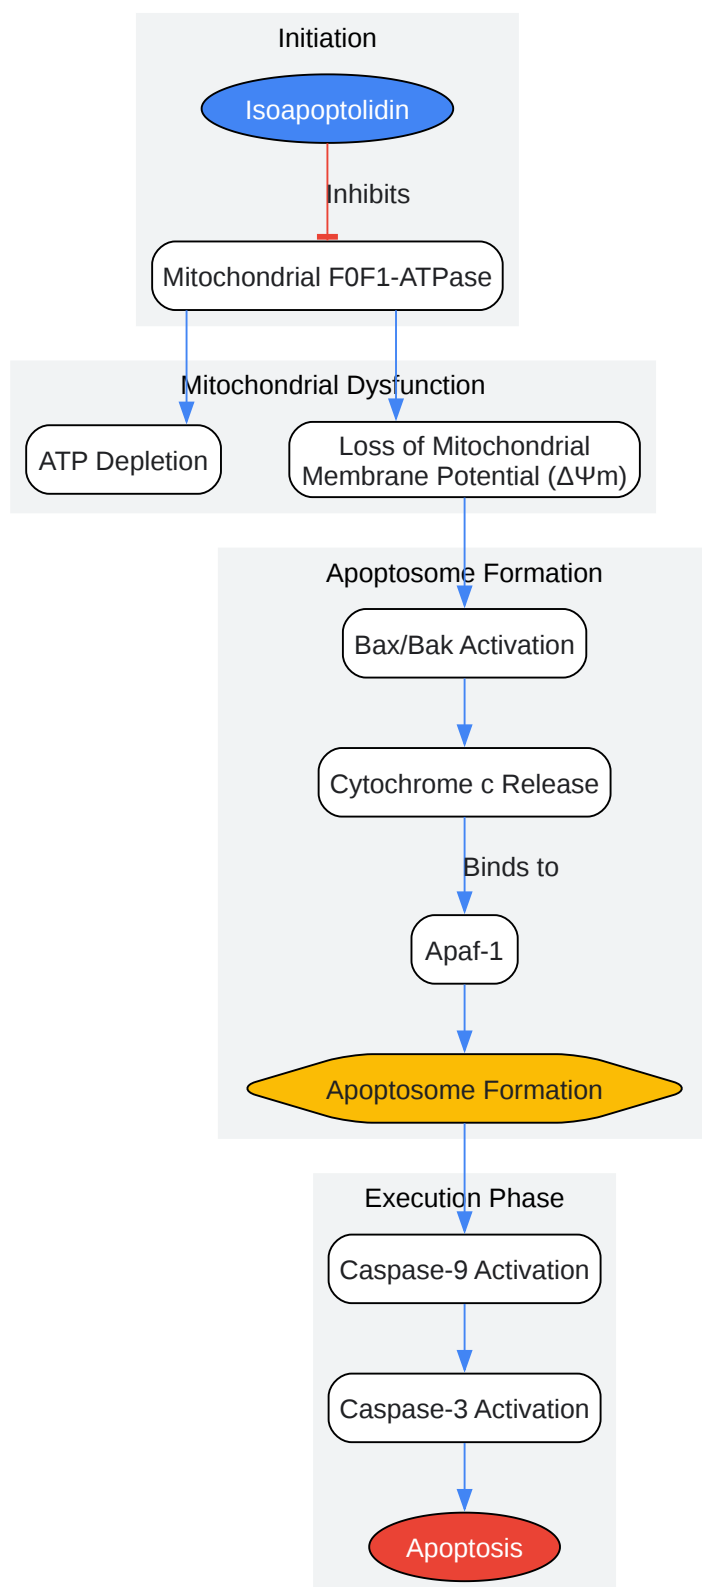 Initiation
Isoapoptolidin
Inhibits
Mitochondrial F0F1-ATPase
Mitochondrial Dysfunction
ATP Depletion
Loss of Mitochondrial
Membrane Potential (ΔΨm)
Apoptosome Formation
Bax/Bak Activation
Cytochrome c Release
Binds to
Apaf-1
Apoptosome Formation
Execution Phase
Caspase-9 Activation
Caspase-3 Activation
Apoptosis